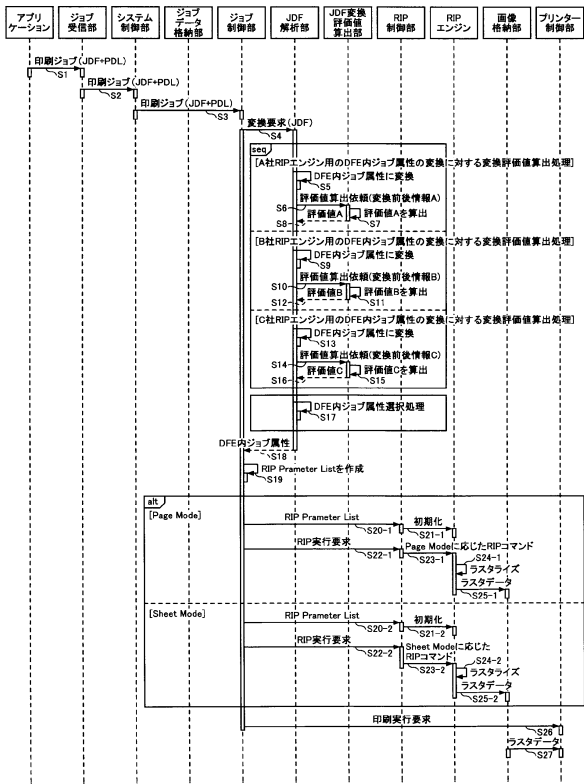 アプリ
ケーション
ジョブ
受信部
システム
制御部
ジョブ
データ
格納部
ジョブ
制御部
JDF
解析部
JDF変換
評価値
算出部
RIP
制御部
RIP
エンジン
画像
格納部
プリンター
制御部
印刷ジョブ(JDF+PDL)
S1
印刷ジョブ(JDF+PDL)
S2
印刷ジョブ(JDF+PDL)
S3
変換要求(JDF)
S4
seq
[A社RIPエンジン用のDFE内ジョブ属性の変換に対する変換評価値算出処理]
DFE内ジョブ属性に変換
S5
評価値算出依頼(変換前後情報A)
S6
評価値A
評価値Aを算出
S8
S7
[B社RIPエンジン用のDFE内ジョブ属性の変換に対する変換評価値算出処理]
DFE内ジョブ属性に変換
S9
評価値算出依頼(変換前後情報B)
S10
評価値B
評価値Bを算出
S12
S11
[C社RIPエンジン用のDFE内ジョブ属性の変換に対する変換評価値算出処理]
DFE内ジョブ属性に変換
S13
評価値算出依頼(変換前後情報C)
S14
評価値C
評価値Cを算出
S16
S15
DFE内ジョブ属性選択処理
S17
DFE内ジョブ属性
S18
RIP Prameter Listを作成
S19
alt
[Page Mode]
RIP Prameter List
S20-1
初期化
S21-1
RIP実行要求
S22-1
Page Modeに応じたRIPコマンド
S23-1
S24-1
ラスタライズ
ラスタデータ
S25-1
[Sheet Mode]
RIP Prameter List
S20-2
初期化
S21-2
RIP実行要求
S22-2
Sheet Modeに応じた
RIPコマンド
S23-2
S24-2
ラスタライズ
ラスタデータ
S25-2
印刷実行要求
S26
ラスタデータ
S27